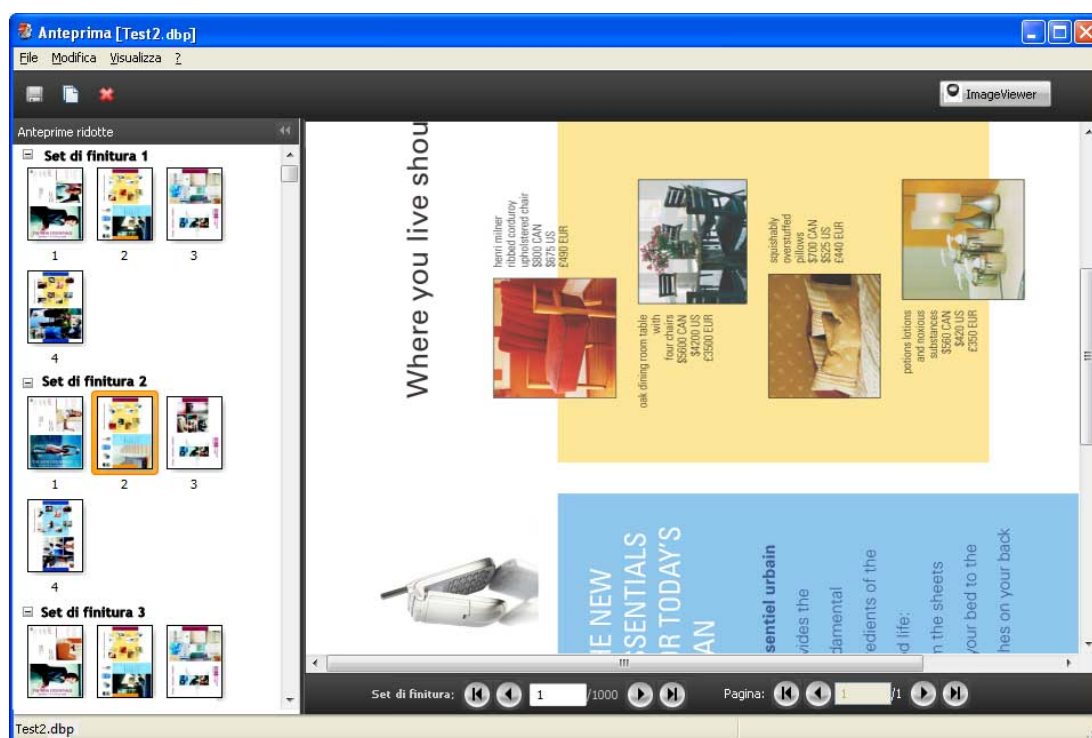 Anteprima [Test2.dbp]
File Modifica Visualizza ?
ImageViewer
Anteprime ridotte
Set di finitura 1
1 2 3
4
Set di finitura 2
1 2 3
4
Set di finitura 3
Where you live shou
henri milner
ribbed corduroy
upholstered chair
$800 CAN
$675 US
£490 EUR
oak dining room table
with
four chairs
$5600 CAN
$4200 US
£3500 EUR
squishably
overstuffed
pillows
$700 CAN
$525 US
£440 EUR
potions lotions
and noxious
substances
$560 CAN
$420 US
£350 EUR
HE NEW
SSENTIALS
OR TODAY'S
AN
sentiel urbain
vides the
damental
edients of the
d life:
n the sheets
your bed to the
hes on your back
Set di finitura: 1 /1000 Pagina: 1 /1
Test2.dbp